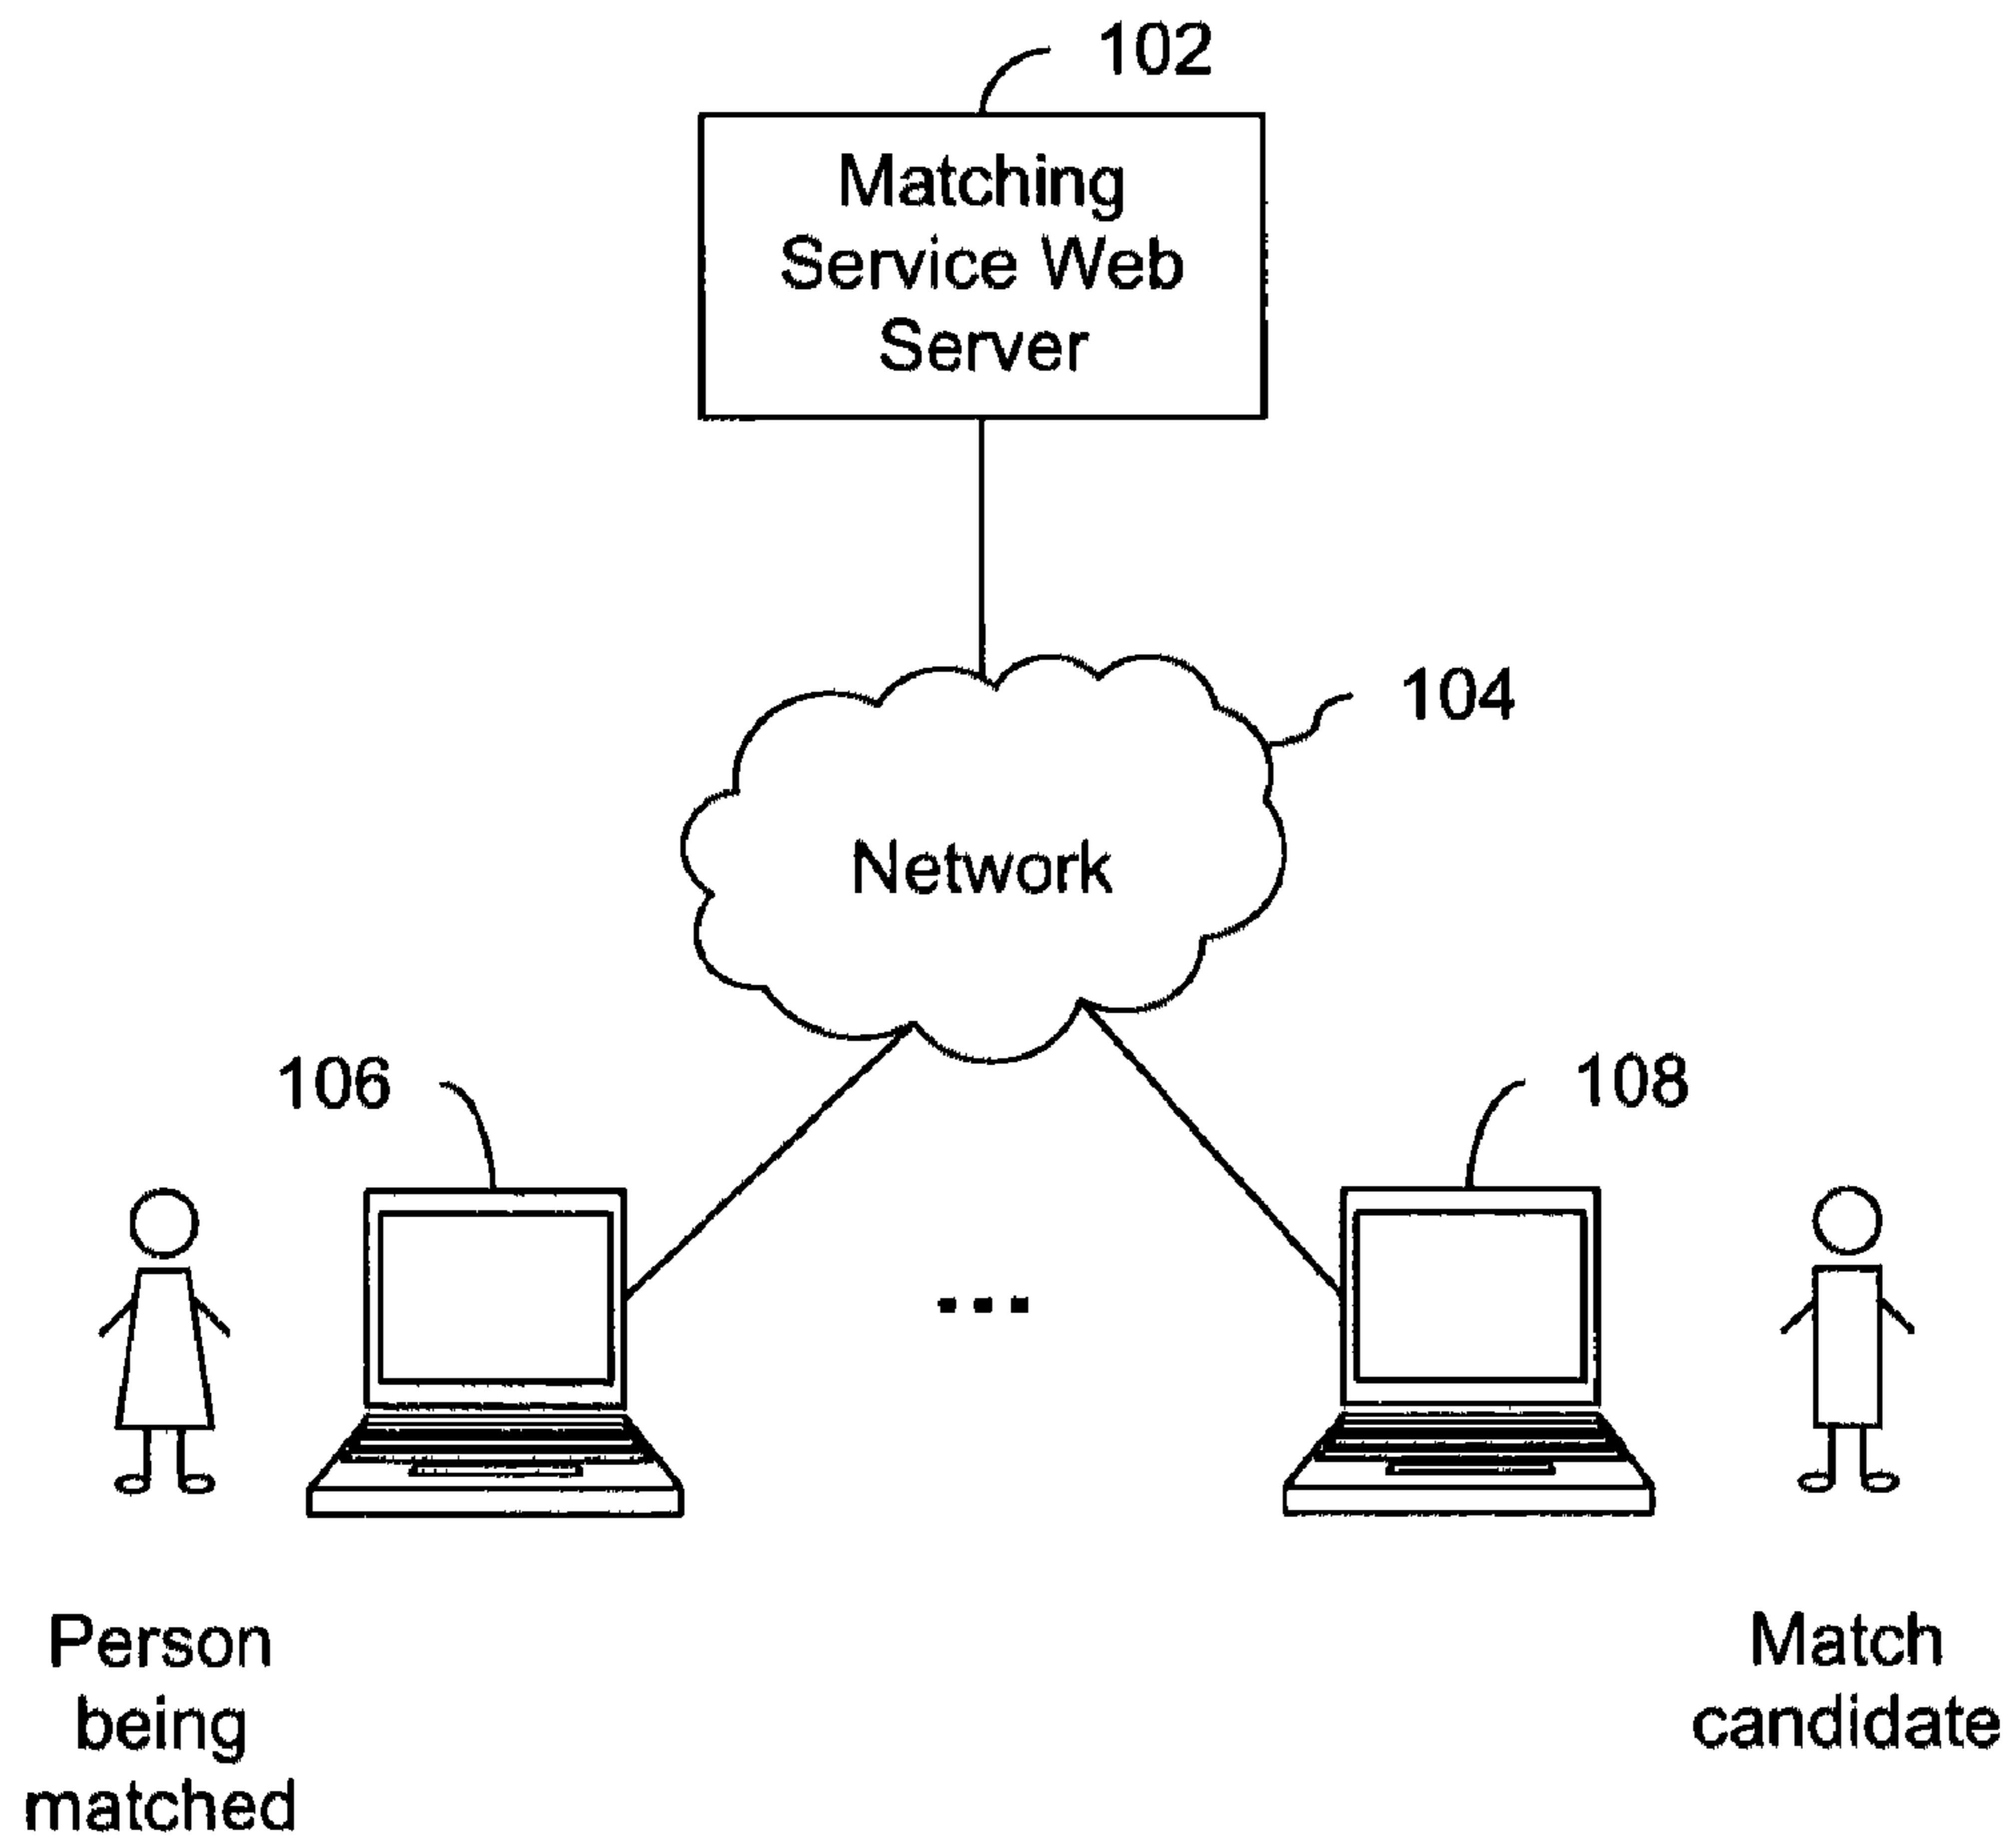 102
Matching
Service Web
Server
104
Network
106
108
...
Person
being
matched
Match
candidate